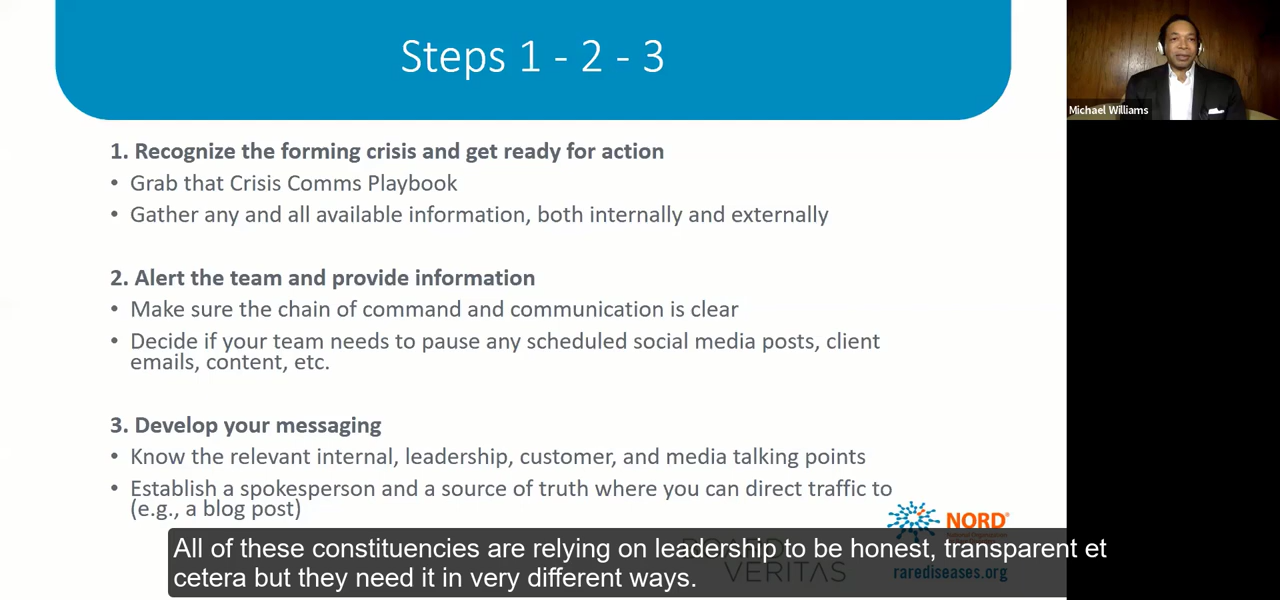 Steps 1 - 2 - 3
Michael Williams
1. Recognize the forming crisis and get ready for action
• Grab that Crisis Comms Playbook
• Gather any and all available information, both internally and externally
2. Alert the team and provide information
• Make sure the chain of command and communication is clear
• Decide if your team needs to pause any scheduled social media posts, client
emails, content, etc.
3. Develop your messaging
• Know the relevant internal, leadership, customer, and media talking points
• Establish a spokesperson and a source of truth where you can direct traffic to
(e.g., a blog post)
NORD®
All of these constituencies are relying on leadership to be honest, transparent et
cetera but they need it in very different ways.
VERITAS
rarediseases.org